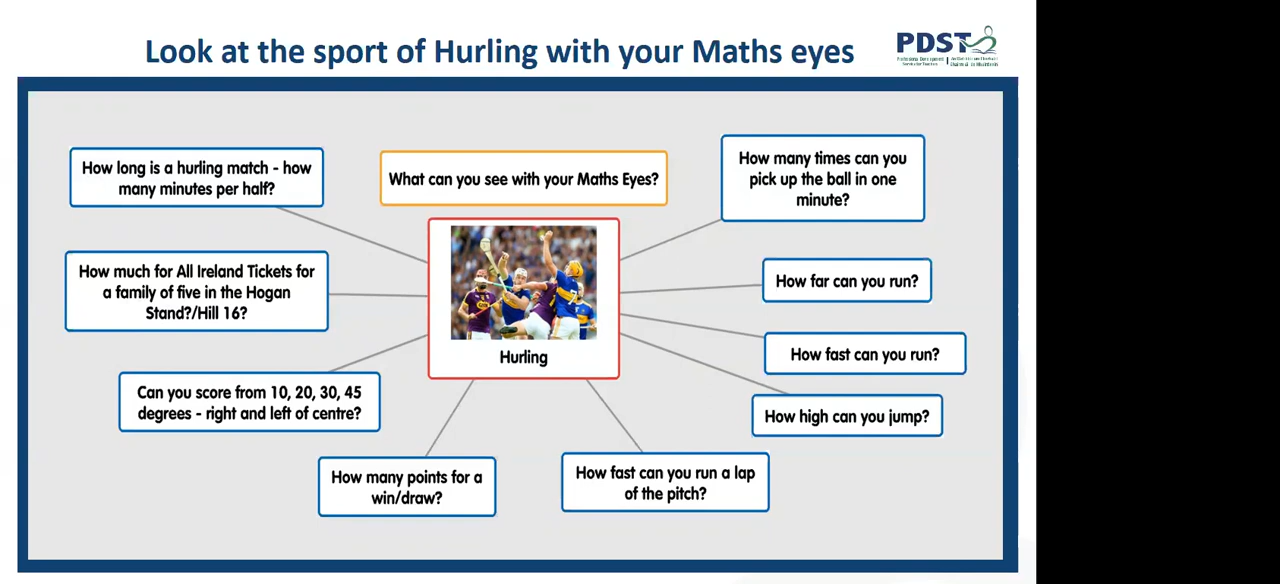 Look at the sport of Hurling with your Maths eyes
PDST
How long is a hurling match - how
many minutes per half?
What can you see with your Maths Eyes?
How many times can you
pick up the ball in one
minute?
How much for All Ireland Tickets for
a family of five in the Hogan
Stand?/Hill 16?
How far can you run?
Hurling
How fast can you run?
Can you score from 10, 20, 30, 45
degrees - right and left of centre?
How high can you jump?
How many points for a
win/draw?
How fast can you run a lap
of the pitch?